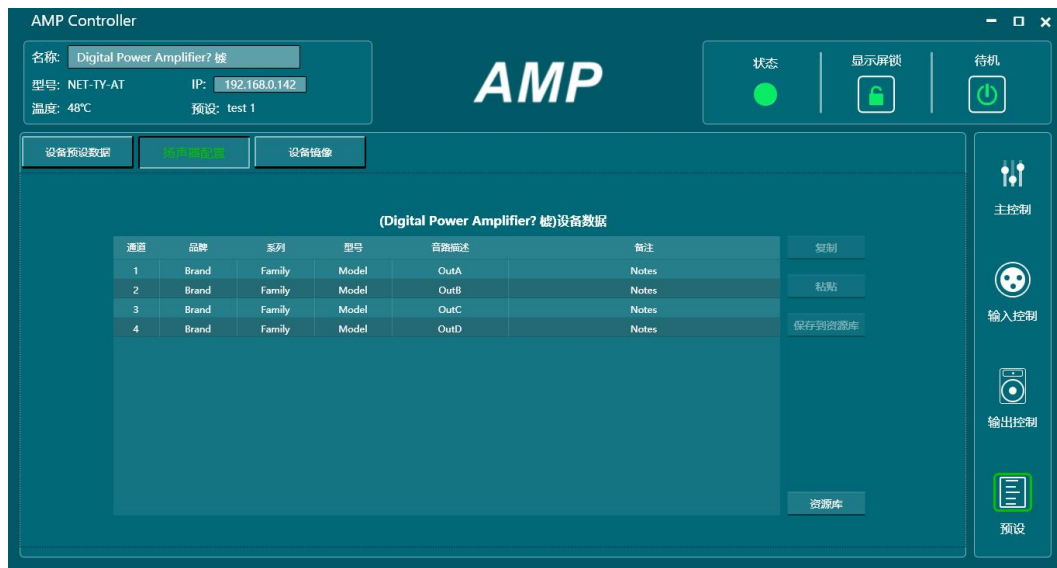 AMP Controller
名称: Digital Power Amplifier? 樾
型号: NET-TY-AT IP: 192.168.0.142
温度: 48℃ 预设: test 1
AMP
状态 显示屏锁 待机
设备预设数据 扬声器配置 设备镜像
(Digital Power Amplifier? 樾)设备数据
通道 品牌 系列 型号 音路描述 备注
1 Brand Family Model OutA Notes
2 Brand Family Model OutB Notes
3 Brand Family Model OutC Notes
4 Brand Family Model OutD Notes
复制
粘贴
保存到资源库
资源库
主控制
输入控制
输出控制
预设